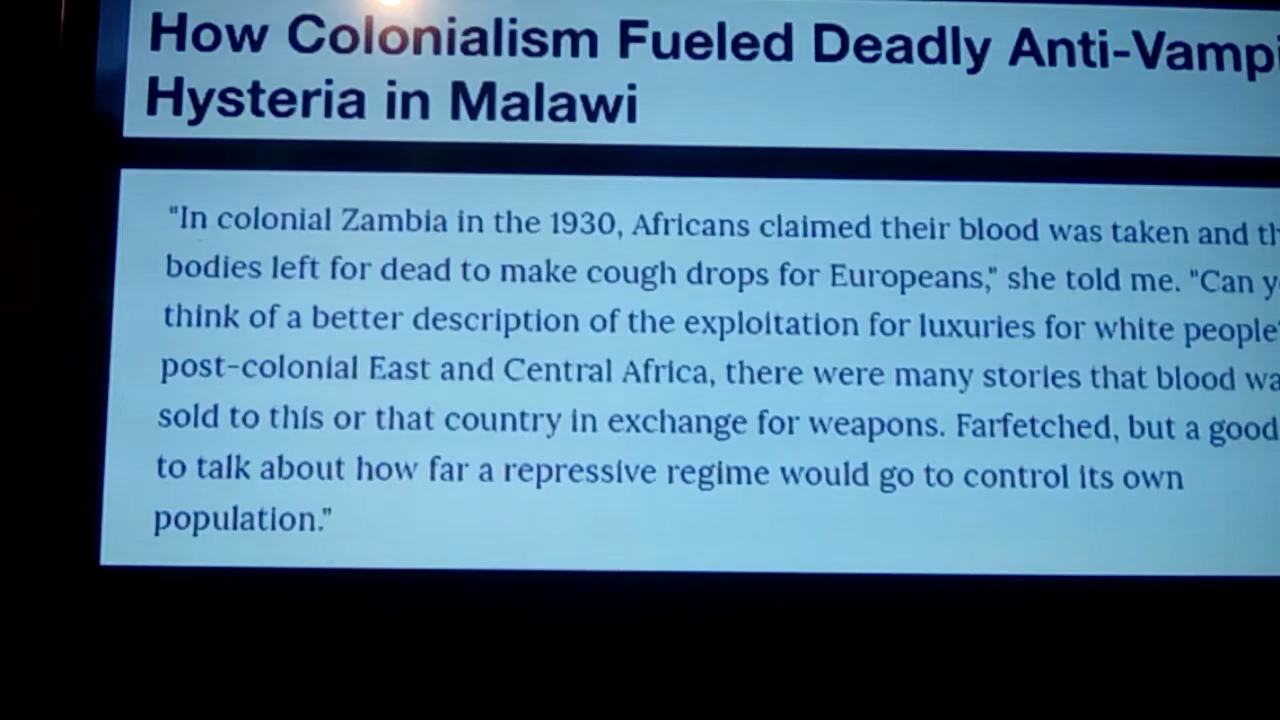 How Colonialism Fueled Deadly Anti-Vampi
Hysteria in Malawi
"In colonial Zambia in the 1930, Africans claimed their blood was taken and th
bodies left for dead to make cough drops for Europeans," she told me. "Can y
think of a better description of the exploitation for luxuries for white people
post-colonial East and Central Africa, there were many stories that blood wa
sold to this or that country in exchange for weapons. Farfetched, but a good
to talk about how far a repressive regime would go to control its own
population."